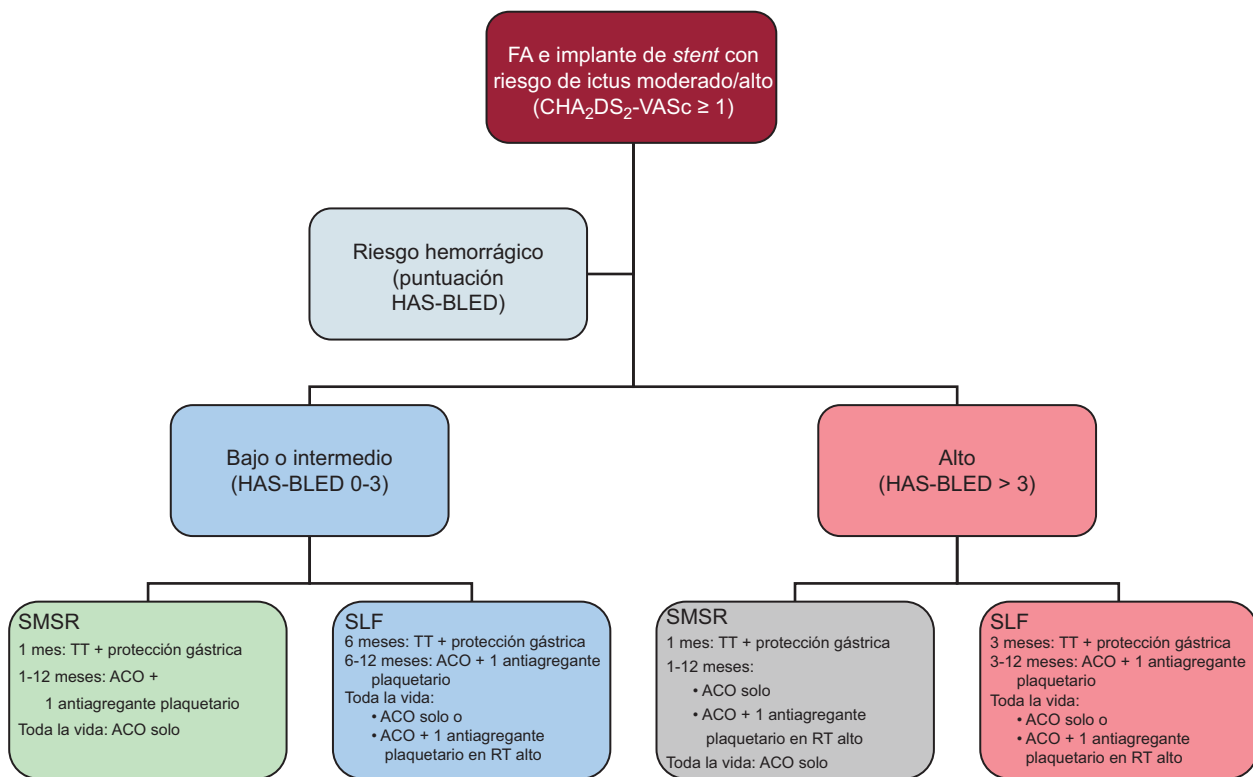 FA e implante de stent con
riesgo de ictus moderado/alto
(CHA₂DS₂-VASc ≥ 1)
Riesgo hemorrágico
(puntuación
HAS-BLED)
Bajo o intermedio
(HAS-BLED 0-3)
Alto
(HAS-BLED > 3)
SMSR
1 mes: TT + protección gástrica
1-12 meses: ACO +
1 antiagregante plaquetario
Toda la vida: ACO solo
SLF
6 meses: TT + protección gástrica
6-12 meses: ACO + 1 antiagregante
plaquetario
Toda la vida:
• ACO solo o
• ACO + 1 antiagregante
plaquetario en RT alto
SMSR
1 mes: TT + protección gástrica
1-12 meses:
• ACO solo
• ACO + 1 antiagregante
plaquetario en RT alto
Toda la vida: ACO solo
SLF
3 meses: TT + protección gástrica
3-12 meses: ACO + 1 antiagregante
plaquetario
Toda la vida:
• ACO solo o
• ACO + 1 antiagregante
plaquetario en RT alto